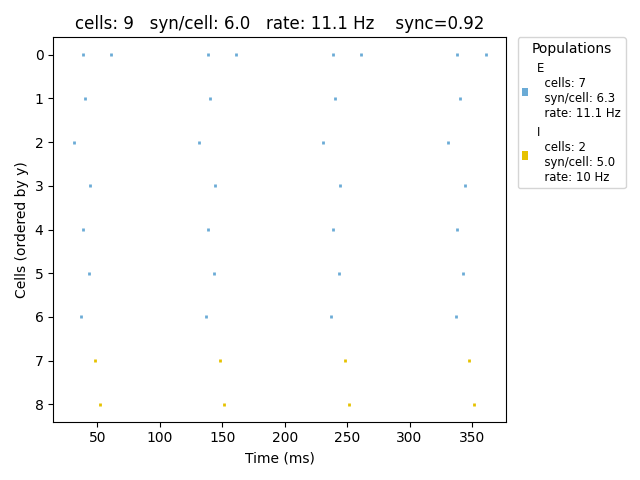 cells: 9   syn/cell: 6.0   rate: 11.1 Hz    sync=0.92
Populations
E
cells: 7
syn/cell: 6.3
rate: 11.1 Hz
I
cells: 2
syn/cell: 5.0
rate: 10 Hz
Cells (ordered by y)
0
1
2
3
4
5
6
7
8
50 100 150 200 250 300 350
Time (ms)